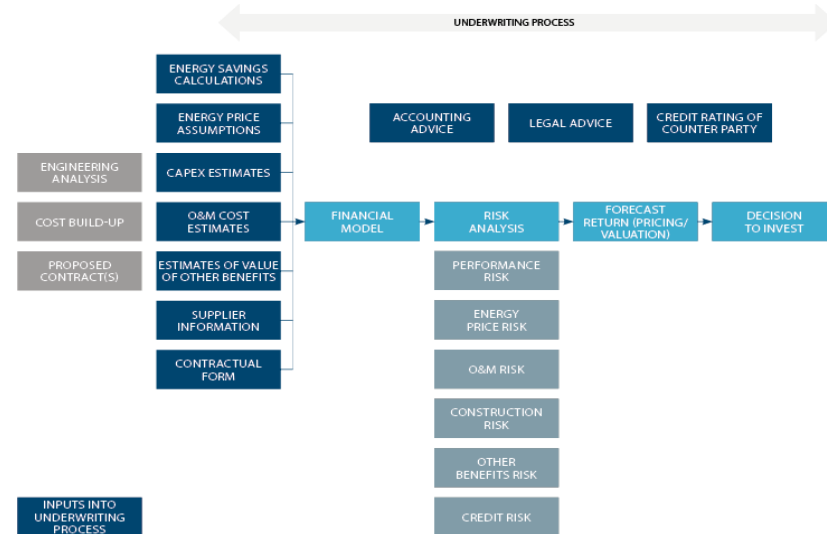 UNDERWRITING PROCESS
ENERGY SAVINGS
CALCULATIONS
ENERGY PRICE
ASSUMPTIONS
ACCOUNTING
ADVICE
LEGAL ADVICE
CREDIT RATING OF
COUNTER PARTY
ENGINEERING
ANALYSIS
CAPEX ESTIMATES
COST BUILD-UP
O&M COST
ESTIMATES
FINANCIAL
MODEL
RISK
ANALYSIS
FORECAST
RETURN (PRICING/
VALUATION)
DECISION
TO INVEST
PROPOSED
CONTRACT(S)
ESTIMATES OF VALUE
OF OTHER BENEFITS
PERFORMANCE
RISK
SUPPLIER
INFORMATION
ENERGY
PRICE RISK
CONTRACTUAL
FORM
O&M RISK
CONSTRUCTION
RISK
OTHER
BENEFITS RISK
INPUTS INTO
UNDERWRITING
PROCESS
CREDIT RISK